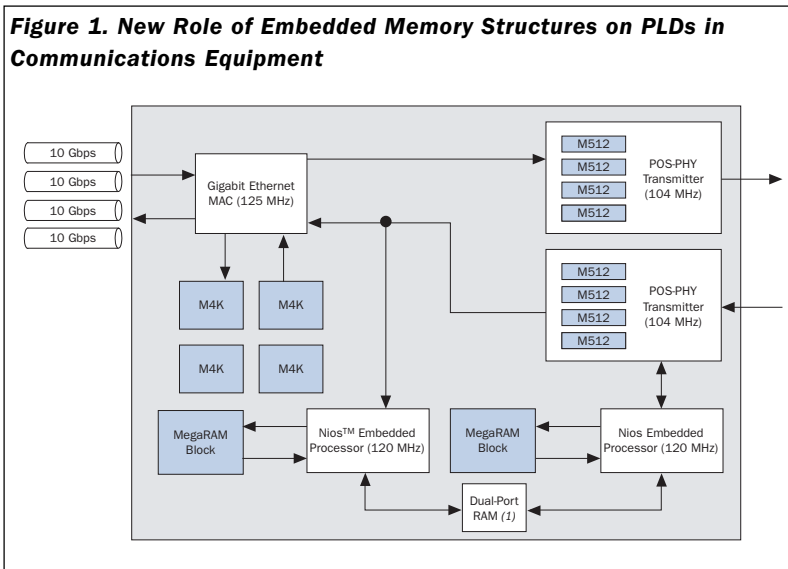 Figure 1. New Role of Embedded Memory Structures on PLDs in
Communications Equipment
10 Gbps
10 Gbps
10 Gbps
10 Gbps
Gigabit Ethernet
MAC (125 MHz)
M512
M512
M512
M512
POS-PHY
Transmitter
(104 MHz)
M512
M512
M512
M512
POS-PHY
Transmitter
(104 MHz)
M4K
M4K
M4K
M4K
MegaRAM
Block
Nios™ Embedded
Processor (120 MHz)
MegaRAM
Block
Nios Embedded
Processor (120 MHz)
Dual-Port
RAM (1)